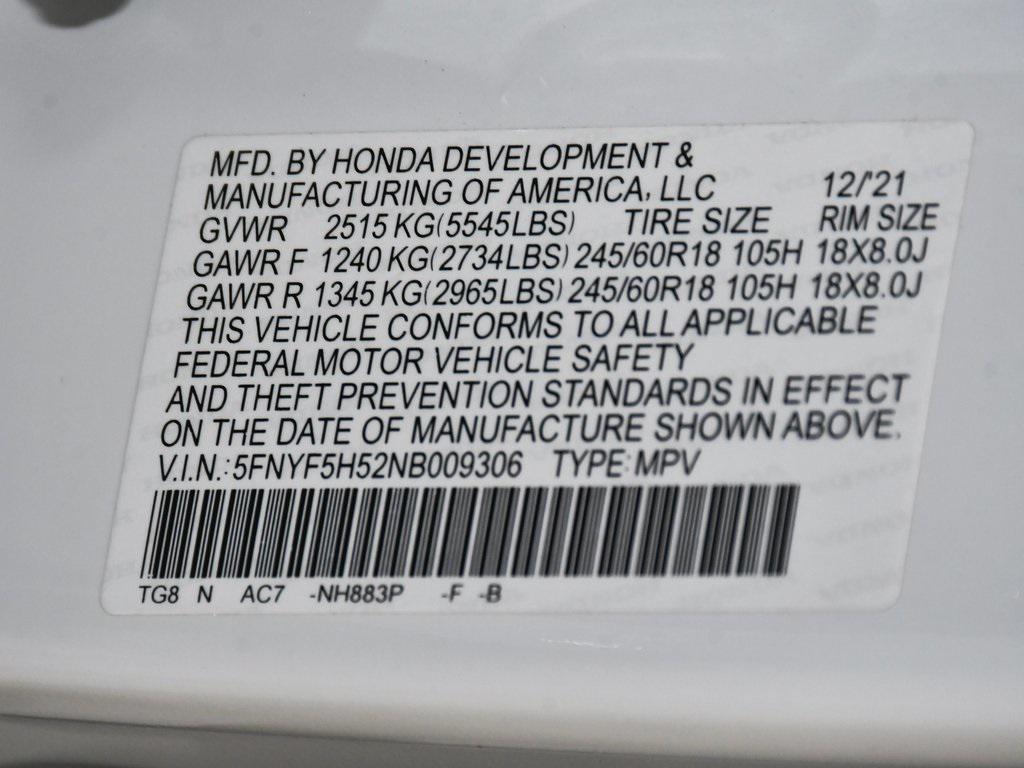 MFD. BY HONDA DEVELOPMENT &
MANUFACTURING OF AMERICA, LLC 12/'21
GVWR 2515 KG(5545LBS) TIRE SIZE RIM SIZE
GAWR F 1240 KG(2734LBS) 245/60R18 105H 18X8.0J
GAWR R 1345 KG(2965LBS) 245/60R18 105H 18X8.0J
THIS VEHICLE CONFORMS TO ALL APPLICABLE
FEDERAL MOTOR VEHICLE SAFETY
AND THEFT PREVENTION STANDARDS IN EFFECT
ON THE DATE OF MANUFACTURE SHOWN ABOVE.
V.I.N.:5FNYF5H52NB009306 TYPE:MPV
TG8 N AC7 -NH883P -F -B